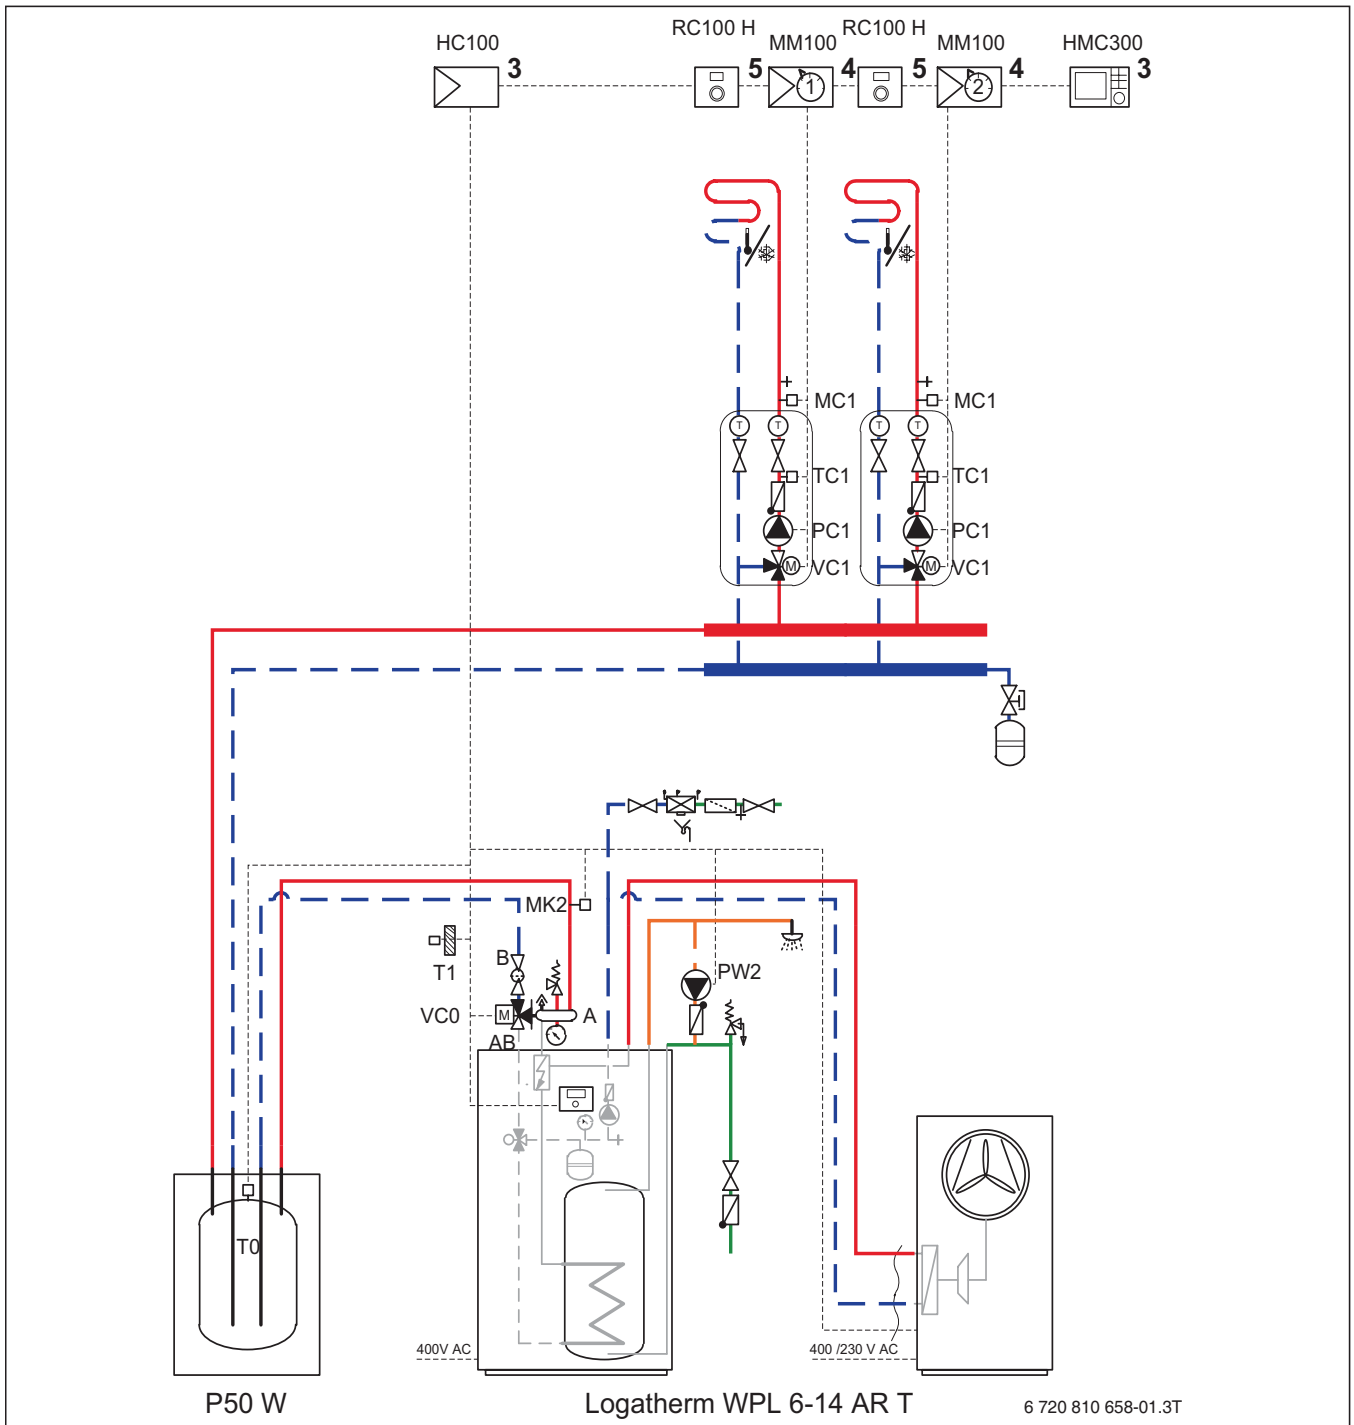 RC100 H
RC100 H
HC100
MM100
MM100
HMC300
3
5
4
5
4
3
1
2
MC1
MC1
T
T
T
T
TC1
TC1
PC1
PC1
M
VC1
M
VC1
MK2
B
T1
PW2
VC0
M
A
AB
T0
400V AC
400 /230 V AC
P50 W
Logatherm WPL 6-14 AR T
6 720 810 658-01.3T